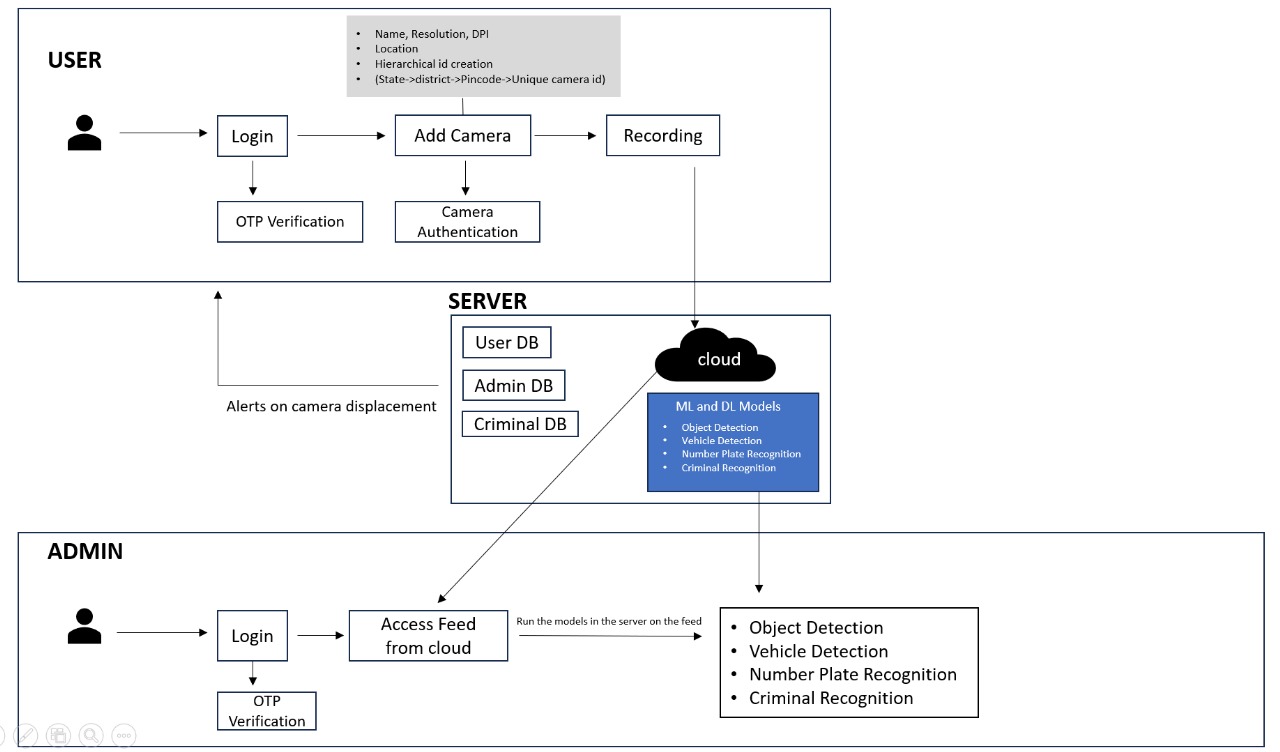 USER
• Name, Resolution, DPI
• Location
• Hierarchical id creation
• (State->district->Pincode->Unique camera id)
Login
Add Camera
Recording
OTP Verification
Camera
Authentication
SERVER
User DB
cloud
Admin DB
Alerts on camera displacement
Criminal DB
ML and DL Models
• Object Detection
• Vehicle Detection
• Number Plate Recognition
• Criminal Recognition
ADMIN
Login
Access Feed
from cloud
Run the models in the server on the feed
• Object Detection
• Vehicle Detection
• Number Plate Recognition
• Criminal Recognition
OTP
Verification